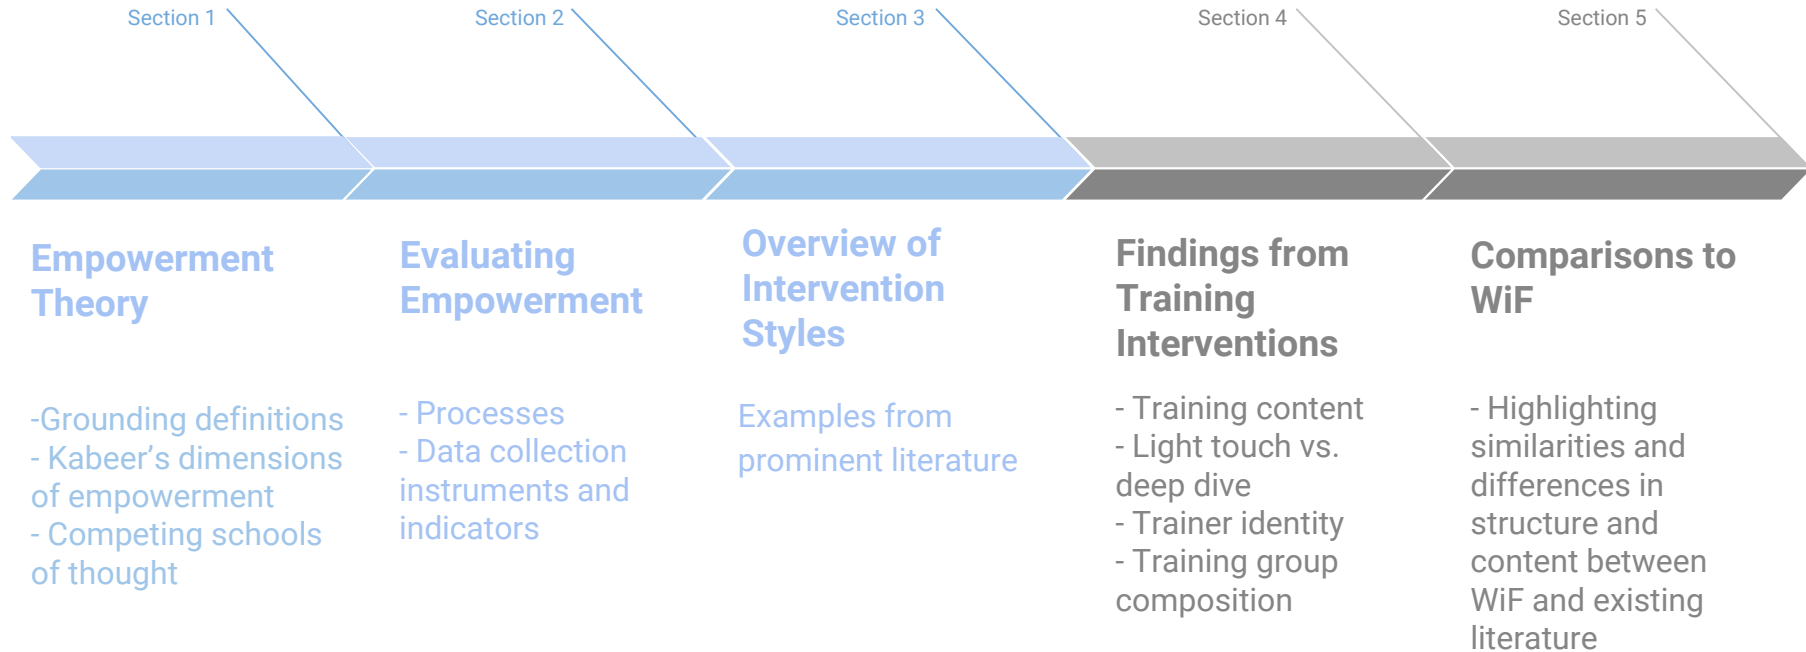 Section 1
Section 2
Section 3
Section 4
Section 5
Empowerment
Theory
-Grounding definitions
- Kabeer’s dimensions
of empowerment
- Competing schools
of thought
Evaluating
Empowerment
- Processes
- Data collection
instruments and
indicators
Overview of
Intervention
Styles
Examples from
prominent literature
Findings from
Training
Interventions
- Training content
- Light touch vs.
deep dive
- Trainer identity
- Training group
composition
Comparisons to
WiF
- Highlighting
similarities and
differences in
structure and
content between
WiF and existing
literature